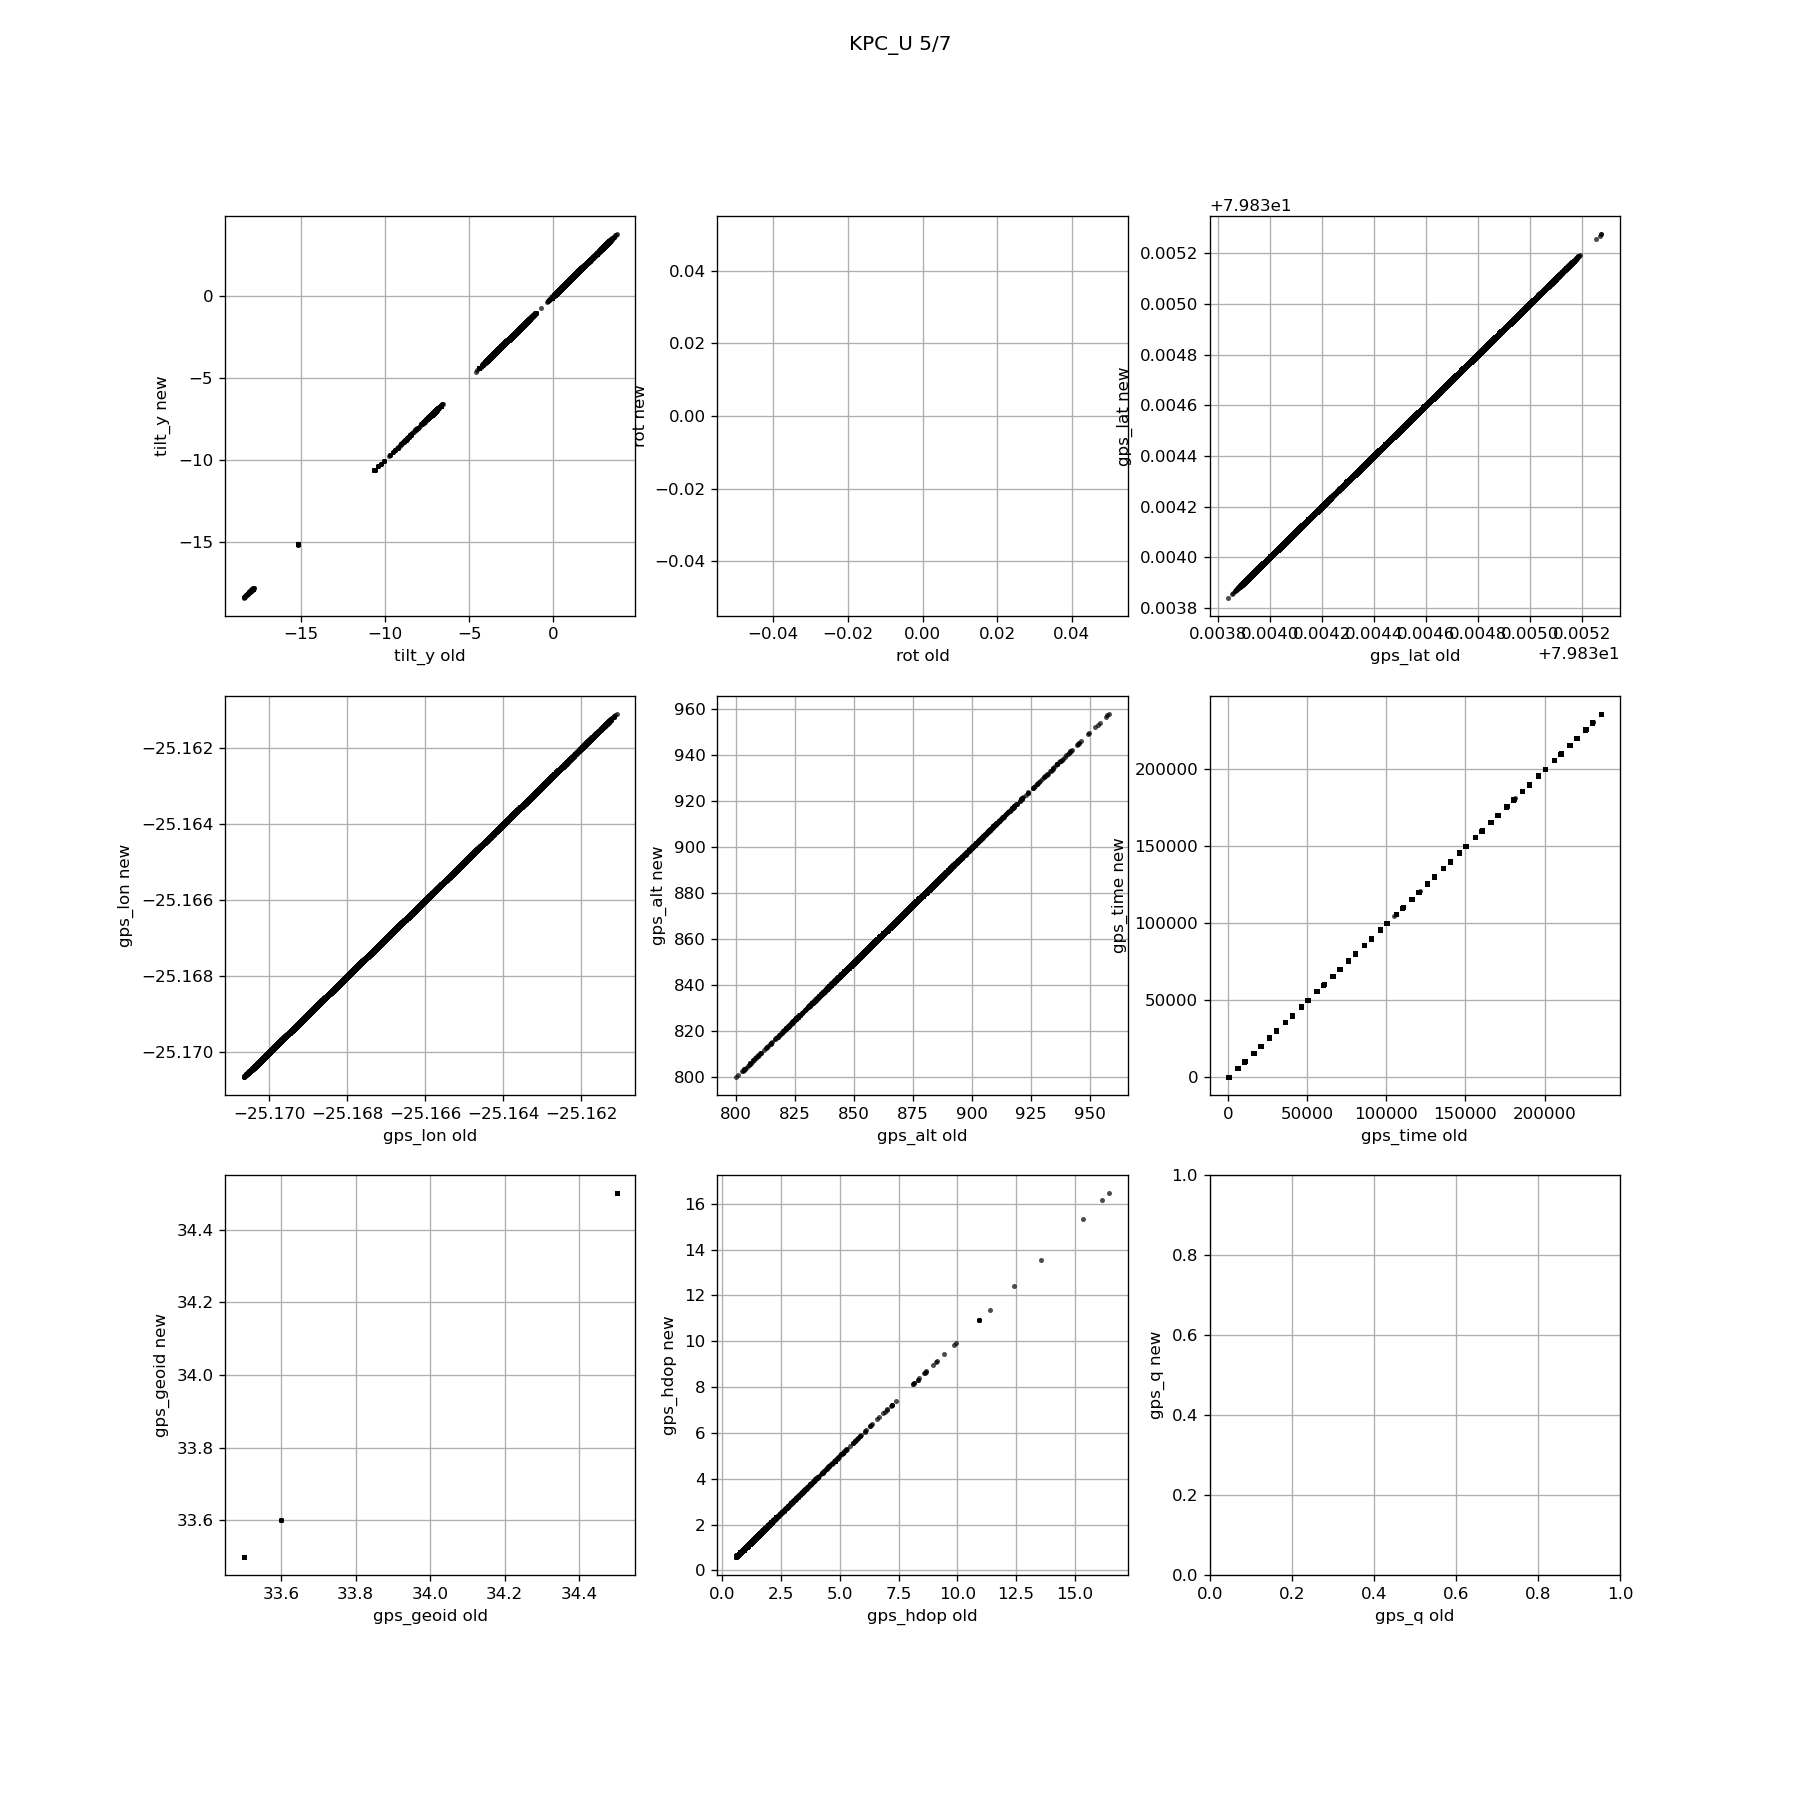 KPC_U 5/7
tilt_y new
0
−5
−10
−15
−15 −10 −5 0
tilt_y old
rot new
0.04
0.02
0.00
−0.02
−0.04
−0.04 −0.02 0.00 0.02 0.04
rot old
+7.983e1
gps_lat new
0.0052
0.0050
0.0048
0.0046
0.0044
0.0042
0.0040
0.0038
0.0038 0.0040 0.0042 0.0044 0.0046 0.0048 0.0050 0.0052
+7.983e1
gps_lat old
gps_lon new
−25.162
−25.164
−25.166
−25.168
−25.170
−25.170 −25.168 −25.166 −25.164 −25.162
gps_lon old
gps_alt new
960
940
920
900
880
860
840
820
800
800 825 850 875 900 925 950
gps_alt old
gps_time new
200000
150000
100000
50000
0
0 50000 100000 150000 200000
gps_time old
gps_geoid new
34.4
34.2
34.0
33.8
33.6
33.6 33.8 34.0 34.2 34.4
gps_geoid old
gps_hdop new
16
14
12
10
8
6
4
2
0
0.0 2.5 5.0 7.5 10.0 12.5 15.0
gps_hdop old
gps_q new
1.0
0.8
0.6
0.4
0.2
0.0
0.0 0.2 0.4 0.6 0.8 1.0
gps_q old